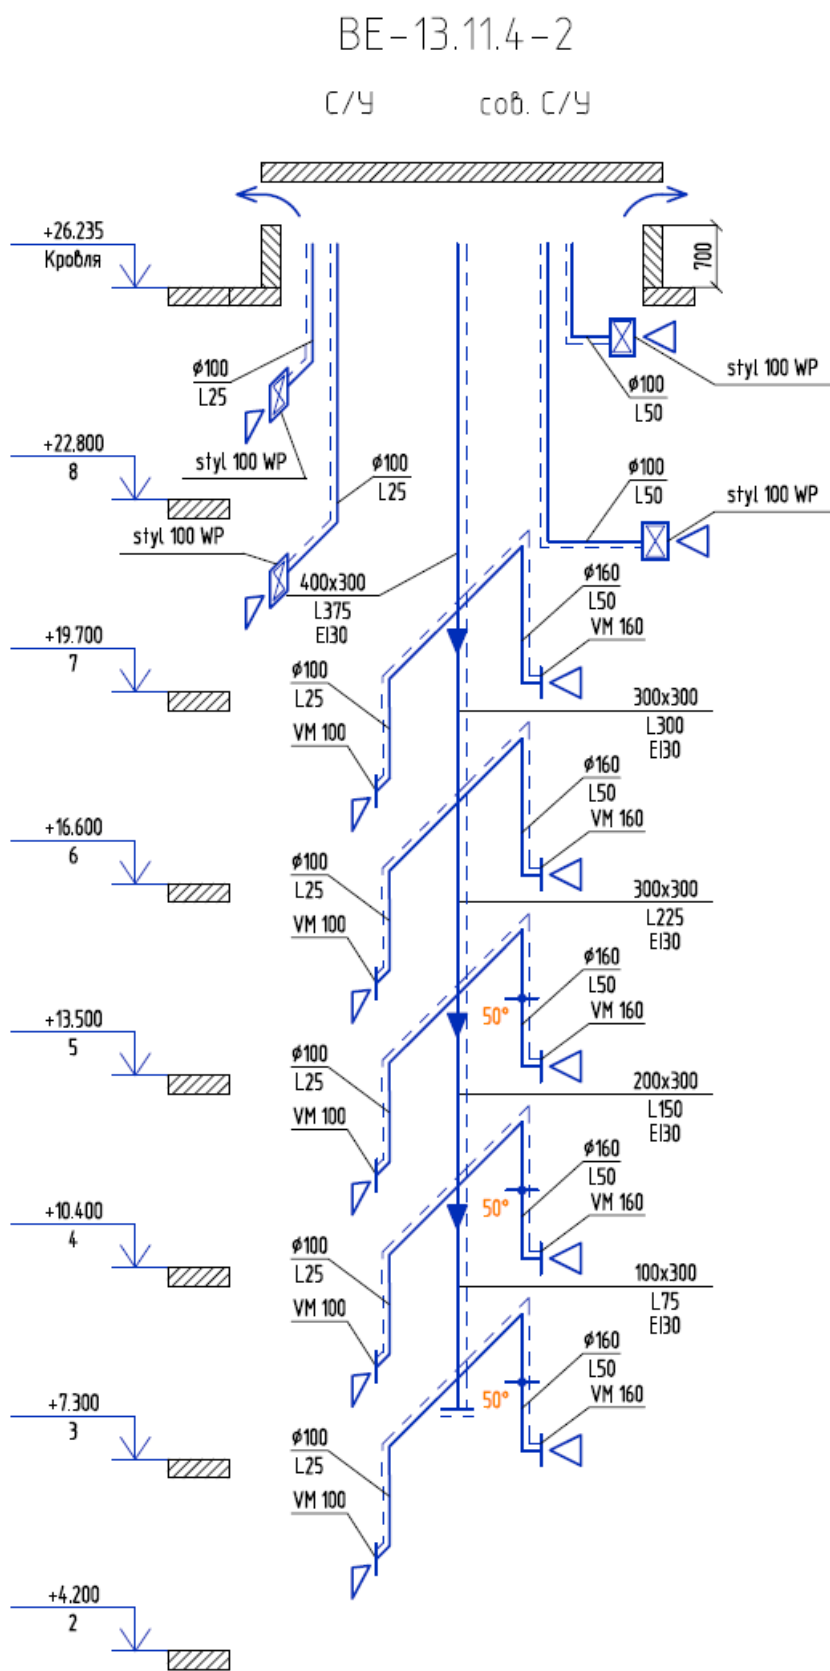 ВЕ-13.11.4-2
С/У
сов. С/У
+26.235
Кровля
700
ø100
L25
styl 100 WP
ø100
L50
styl 100 WP
+22.800
8
ø100
L25
styl 100 WP
ø100
L50
styl 100 WP
400x300
L375
EI30
ø160
L50
VM 160
+19.700
7
ø100
L25
VM 100
300x300
L300
EI30
ø160
L50
VM 160
+16.600
6
ø100
L25
VM 100
300x300
L225
EI30
ø160
L50
VM 160
50°
+13.500
5
ø100
L25
VM 100
200x300
L150
EI30
ø160
L50
VM 160
50°
+10.400
4
ø100
L25
VM 100
100x300
L75
EI30
ø160
L50
VM 160
50°
+7.300
3
ø100
L25
VM 100
+4.200
2